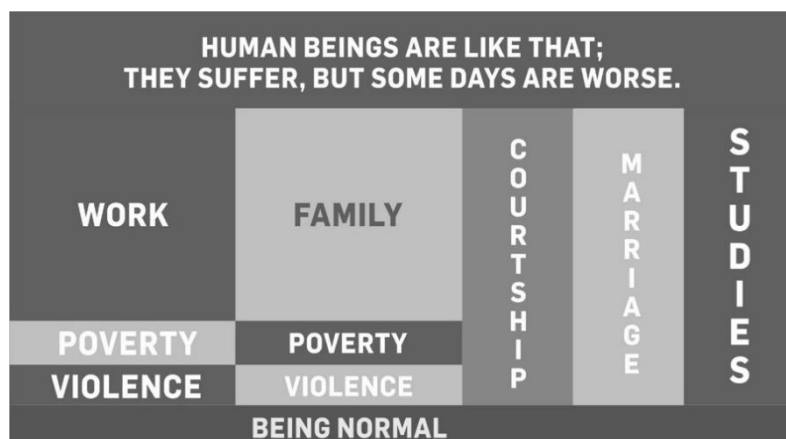 HUMAN BEINGS ARE LIKE THAT;
THEY SUFFER, BUT SOME DAYS ARE WORSE.
WORK
FAMILY
COURTSHIP
MARRIAGE
STUDIES
POVERTY
POVERTY
VIOLENCE
VIOLENCE
BEING NORMAL